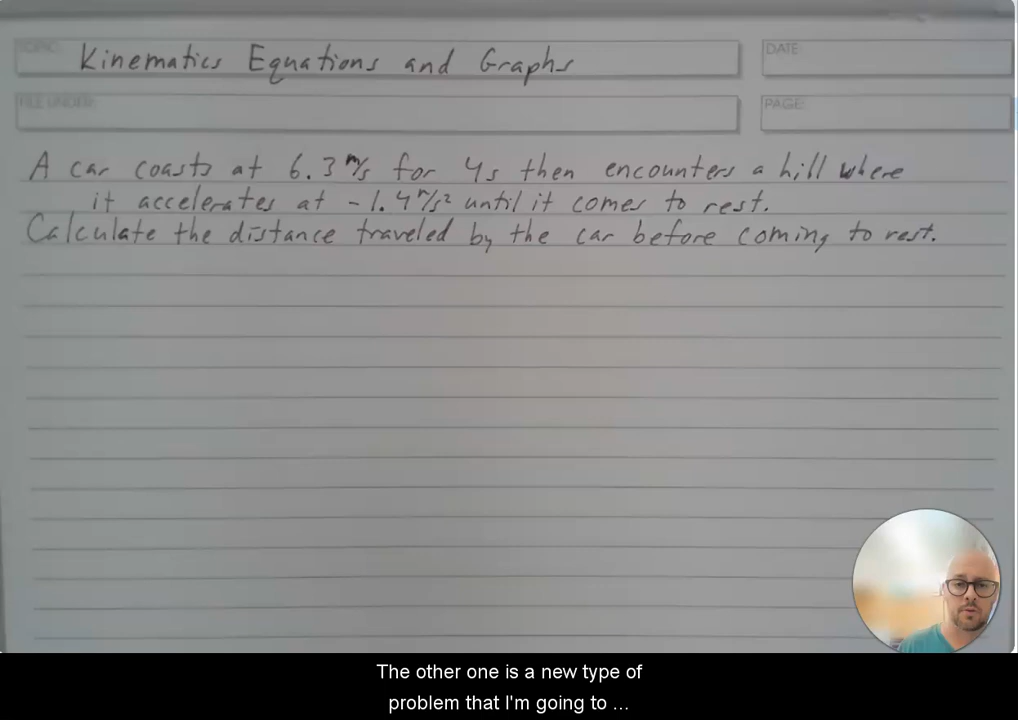 TOPIC:
Kinematics Equations and Graphs
DATE:
FILE UNDER:
PAGE:
A car coasts at 6.3 m/s for 4s then encounters a hill where
it accelerates at -1.4 m/s² until it comes to rest.
Calculate the distance traveled by the car before coming to rest.
The other one is a new type of
problem that I'm going to ...